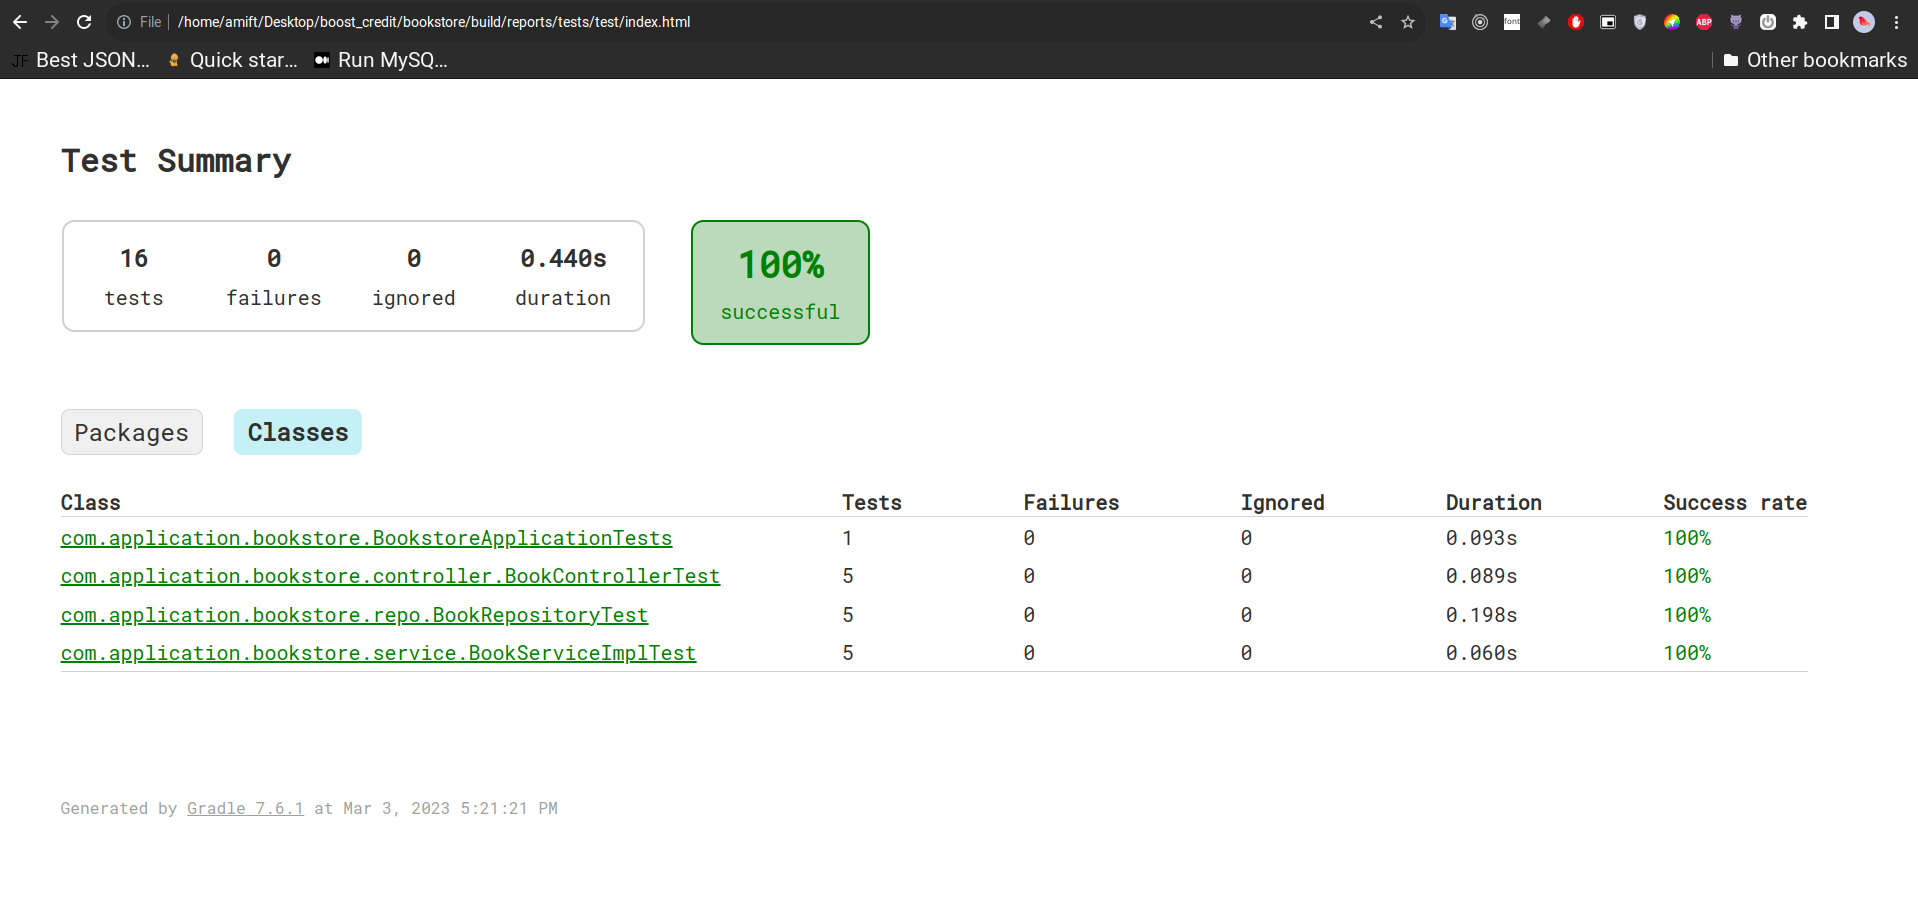 File /home/amift/Desktop/boost_credit/bookstore/build/reports/tests/test/index.html
font ABP
JF Best JSON... Quick star... Run MySQ... Other bookmarks
Test Summary
16 0 0 0.440s
tests failures ignored duration
100%
successful
Packages Classes
Class Tests Failures Ignored Duration Success rate
com.application.bookstore.BookstoreApplicationTests 1 0 0 0.093s 100%
com.application.bookstore.controller.BookControllerTest 5 0 0 0.089s 100%
com.application.bookstore.repo.BookRepositoryTest 5 0 0 0.198s 100%
com.application.bookstore.service.BookServiceImplTest 5 0 0 0.060s 100%
Generated by Gradle 7.6.1 at Mar 3, 2023 5:21:21 PM